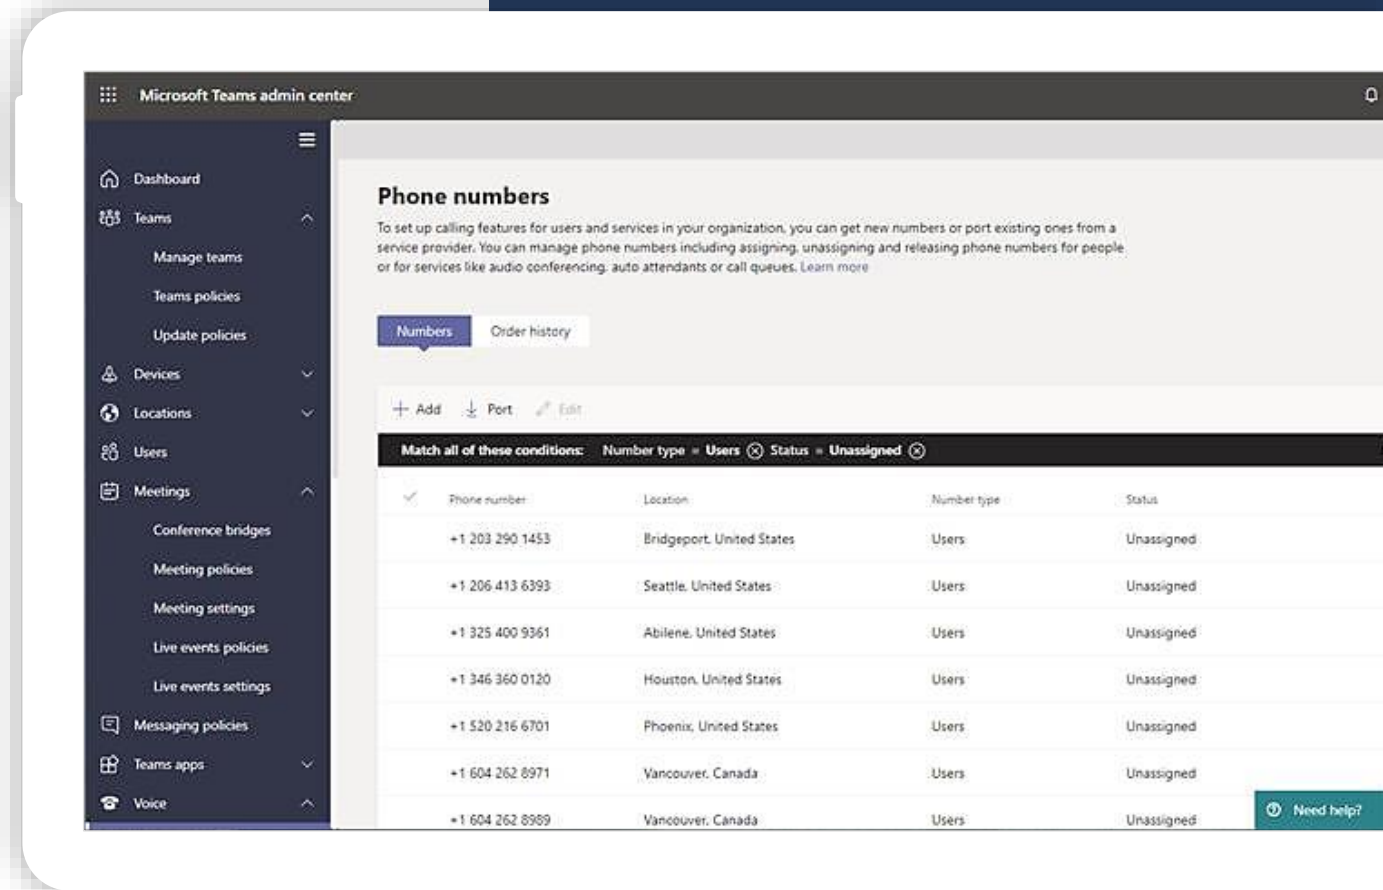 Microsoft Teams admin center
Dashboard
Teams
Manage teams
Teams policies
Update policies
Devices
Locations
Users
Meetings
Conference bridges
Meeting policies
Meeting settings
Live events policies
Live events settings
Messaging policies
Teams apps
Voice
Phone numbers
To set up calling features for users and services in your organization, you can get new numbers or port existing ones from a
service provider. You can manage phone numbers including assigning, unassigning and releasing phone numbers for people
or for services like audio conferencing, auto attendants or call queues. Learn more
Numbers Order history
Add Port Edit
Match all of these conditions: Number type = Users Status = Unassigned
Phone number Location Number type Status
+1 203 290 1453 Bridgeport, United States Users Unassigned
+1 206 413 6393 Seattle, United States Users Unassigned
+1 325 400 9361 Abilene, United States Users Unassigned
+1 346 360 0120 Houston, United States Users Unassigned
+1 520 216 6701 Phoenix, United States Users Unassigned
+1 604 262 8971 Vancouver, Canada Users Unassigned
+1 604 262 8989 Vancouver, Canada Users Unassigned
Need help?